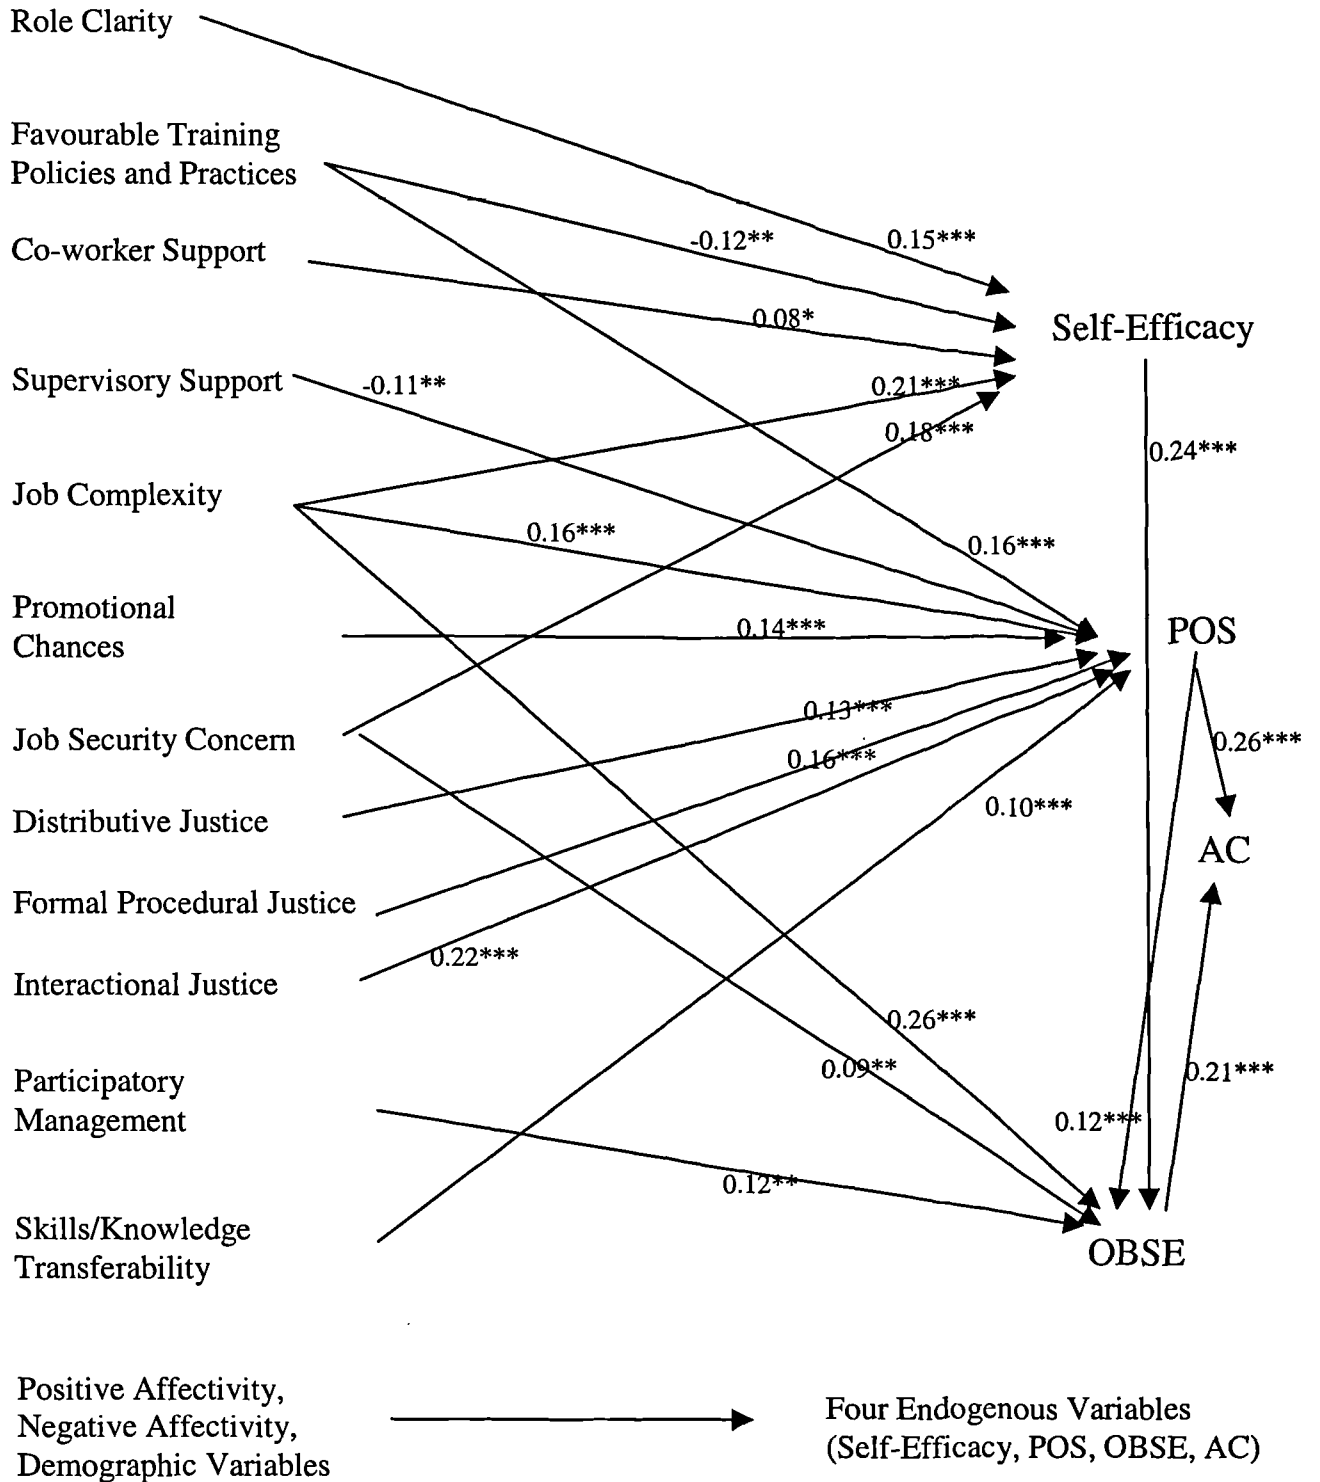 Role Clarity
Favourable Training
Policies and Practices
-0.12**
0.15***
Co-worker Support
0.08*
Self-Efficacy
Supervisory Support
-0.11**
0.21***
0.18***
0.24***
Job Complexity
0.16***
0.16***
Promotional
Chances
0.14***
POS
0.13***
Job Security Concern
0.16***
0.26***
Distributive Justice
0.10***
AC
Formal Procedural Justice
0.22***
Interactional Justice
0.26***
0.09**
0.21***
Participatory
Management
0.12***
0.12**
Skills/Knowledge
Transferability
OBSE
Positive Affectivity,
Negative Affectivity,
Demographic Variables
Four Endogenous Variables
(Self-Efficacy, POS, OBSE, AC)